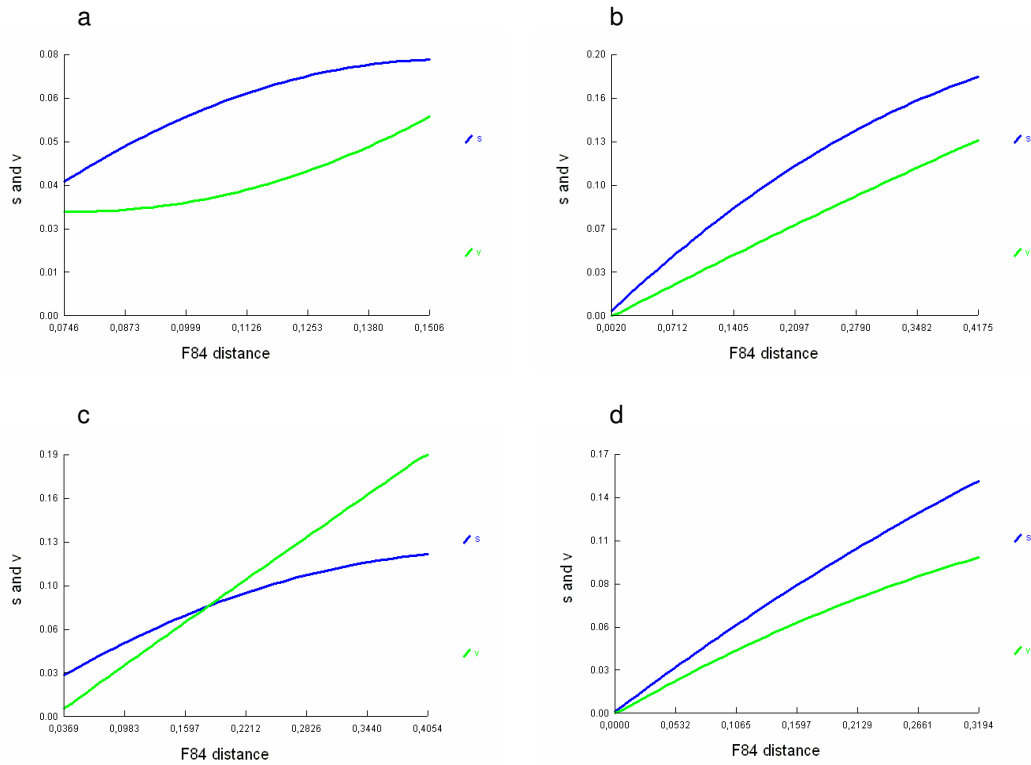 a
0.08
0.06
0.05
0.04
0.03
0.01
0.00
s and v
0,0746 0,0873 0,0999 0,1126 0,1253 0,1380 0,1506
F84 distance
s
v
b
0.20
0.16
0.13
0.10
0.07
0.03
0.00
s and v
0,0020 0,0712 0,1405 0,2097 0,2790 0,3482 0,4175
F84 distance
s
v
c
0.19
0.16
0.13
0.10
0.06
0.03
0.00
s and v
0,0369 0,0983 0,1597 0,2212 0,2826 0,3440 0,4054
F84 distance
s
v
d
0.17
0.14
0.11
0.09
0.06
0.03
0.00
s and v
0,0000 0,0532 0,1065 0,1597 0,2129 0,2661 0,3194
F84 distance
s
v